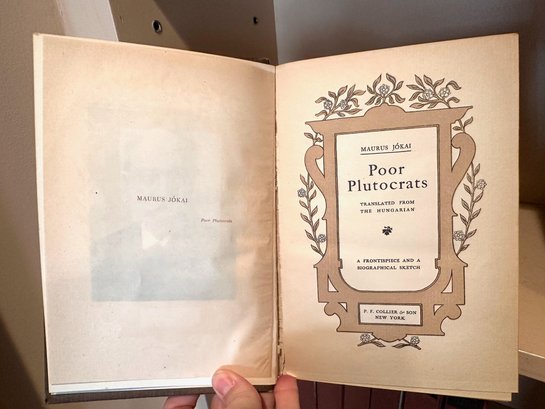 MAURUS JÓKAI
Poor Plutocrats
MAURUS JÓKAI
Poor
Plutocrats
TRANSLATED FROM
THE HUNGARIAN
A FRONTISPIECE AND A
BIOGRAPHICAL SKETCH
P. F. COLLIER & SON
NEW YORK